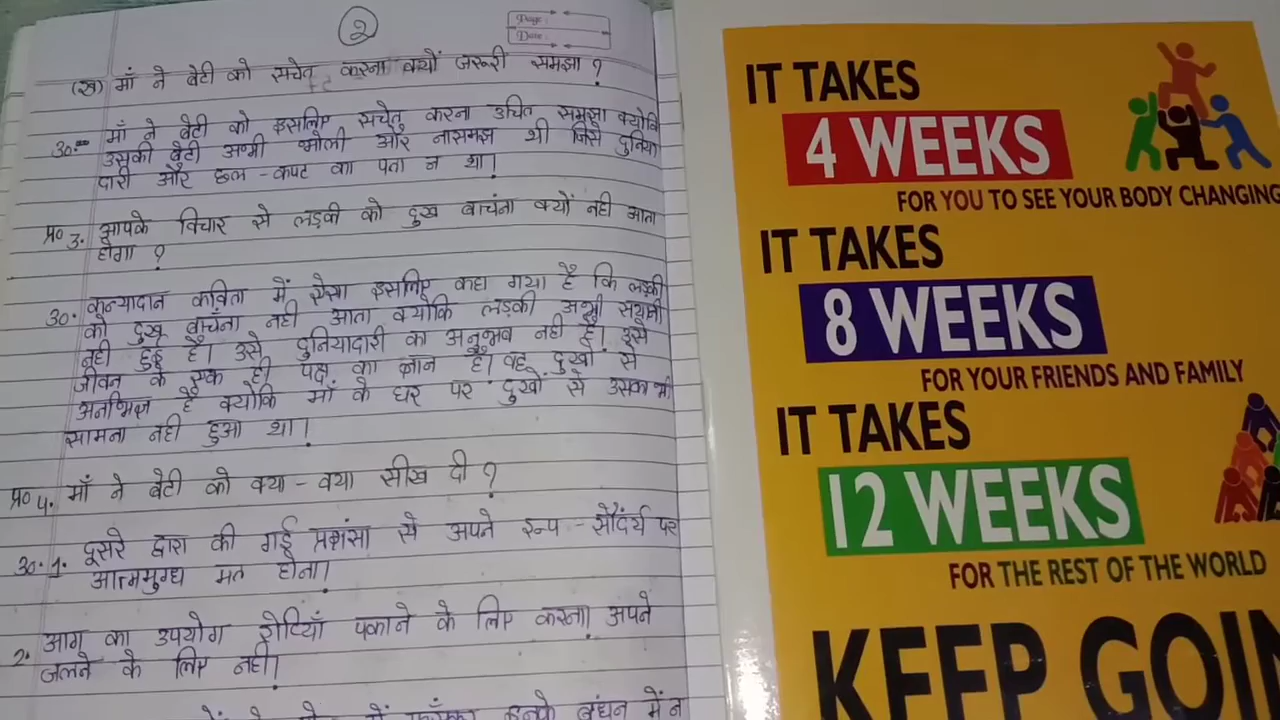 2
Page :
Date :
(ख) माँ ने बेटी को सचेत करना क्यों जरूरी समझा ?
उ०:- माँ ने बेटी को इसलिए सचेत करना उचित समझा क्योकि
उसकी बेटी अभी भोली और नासमझ थी जिसे दुनिया
दारी और छल - कपट का पता न था।
प्र० 3. आपके विचार से लड़की को दुख बाचंना क्यों नही आता
होगा ?
उ०. कन्यादान कविता में ऐसा इसलिए कहा गया है कि लड़की
को दुख बाचँना नही आता क्योकि लड़की अभी सयानी
नही हुई है। उसे दुनियादारी का अनुभव नही है। उसे
जीवन के एक ही पक्ष का ज्ञान है। वह दुखों से
अनभिज्ञ है क्योकि माँ के घर पर दुखों से उसका भी
सामना नही हुआ था।
प्र० 4. माँ ने बेटी को क्या - क्या सीख दी ?
उ०. 1. दूसरे द्वारा की गई प्रशंसा से अपने रूप - सौंदर्य पर
आत्ममुग्ध मत होना।
2. आग का उपयोग रोटियाँ पकाने के लिए करना। अपने
जलने के लिए नही।
बंधन में न
IT TAKES
4 WEEKS
FOR YOU TO SEE YOUR BODY CHANGING
IT TAKES
8 WEEKS
FOR YOUR FRIENDS AND FAMILY
IT TAKES
12 WEEKS
FOR THE REST OF THE WORLD
KEEP GOIN